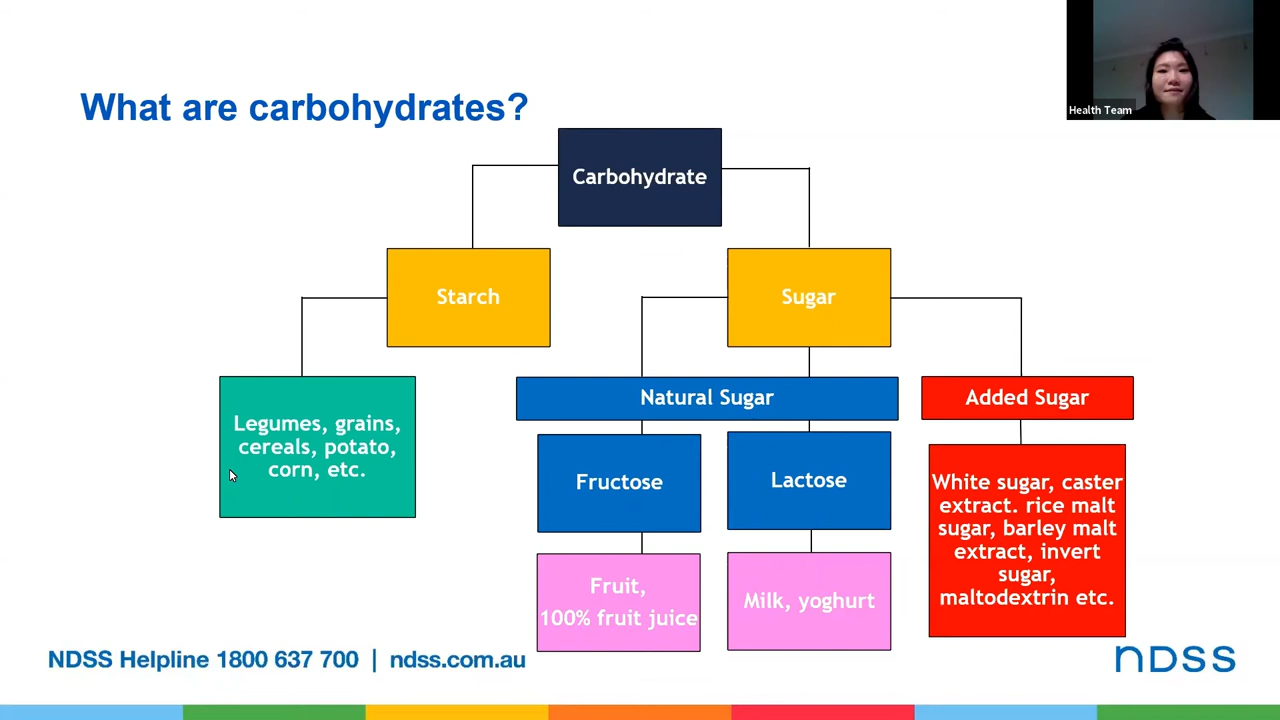 Health Team
What are carbohydrates?
Carbohydrate
Starch
Sugar
Legumes, grains,
cereals, potato,
corn, etc.
Natural Sugar
Added Sugar
Fructose
Lactose
White sugar, caster
extract. rice malt
sugar, barley malt
extract, invert
sugar,
maltodextrin etc.
Fruit,
100% fruit juice
Milk, yoghurt
NDSS Helpline 1800 637 700 | ndss.com.au
ndss